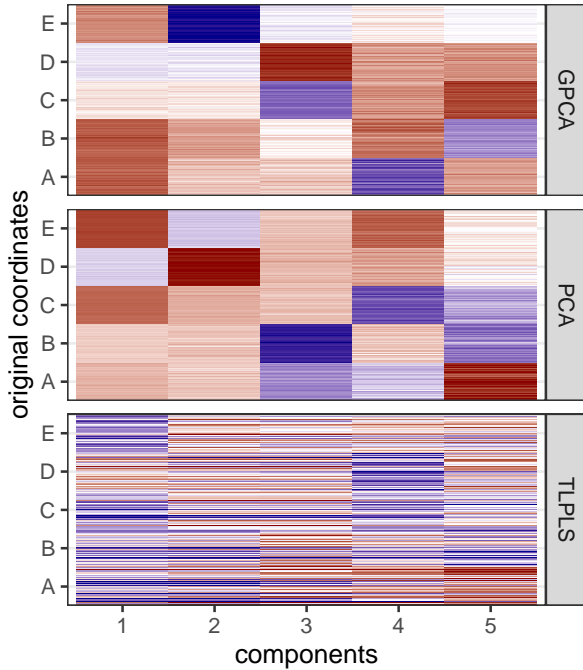 E
D
C
B
A
GPCA
E
D
C
B
A
PCA
E
D
C
B
A
TLPLS
original coordinates
1 2 3 4 5
components